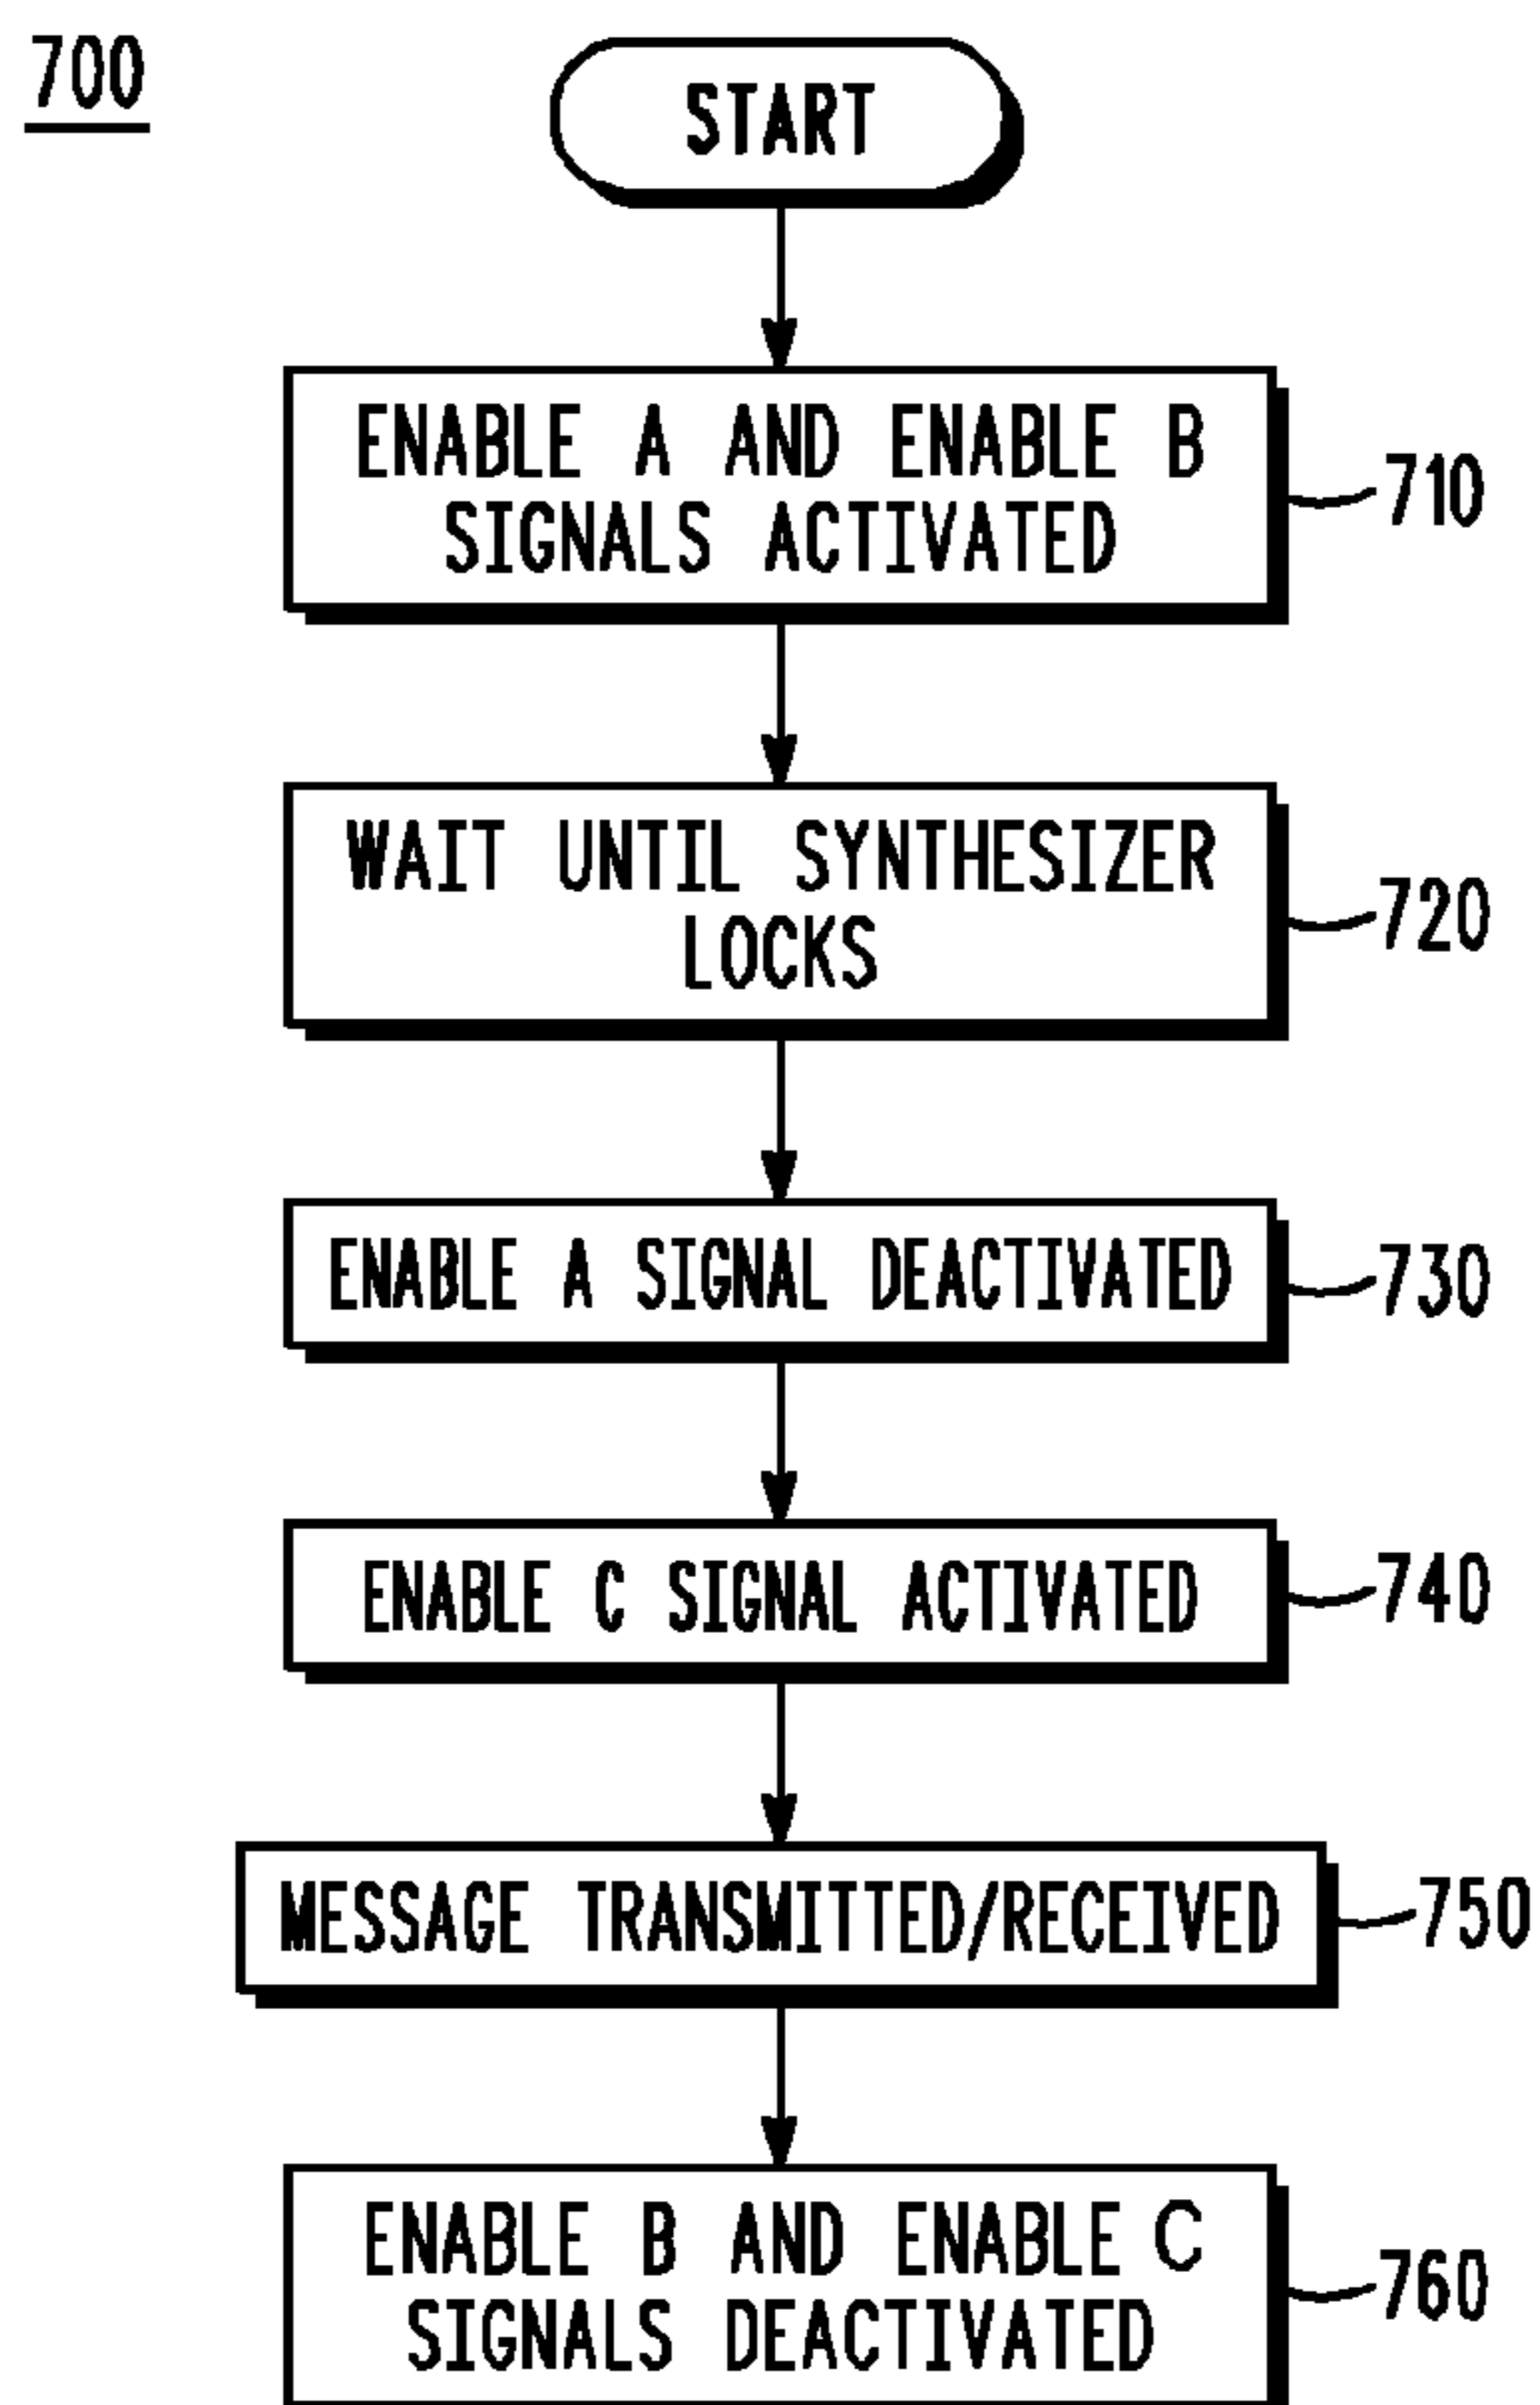 700
START
ENABLE A AND ENABLE B
SIGNALS ACTIVATED
710
WAIT UNTIL SYNTHESIZER
LOCKS
720
ENABLE A SIGNAL DEACTIVATED
730
ENABLE C SIGNAL ACTIVATED
740
MESSAGE TRANSMITTED/RECEIVED
750
ENABLE B AND ENABLE C
SIGNALS DEACTIVATED
760